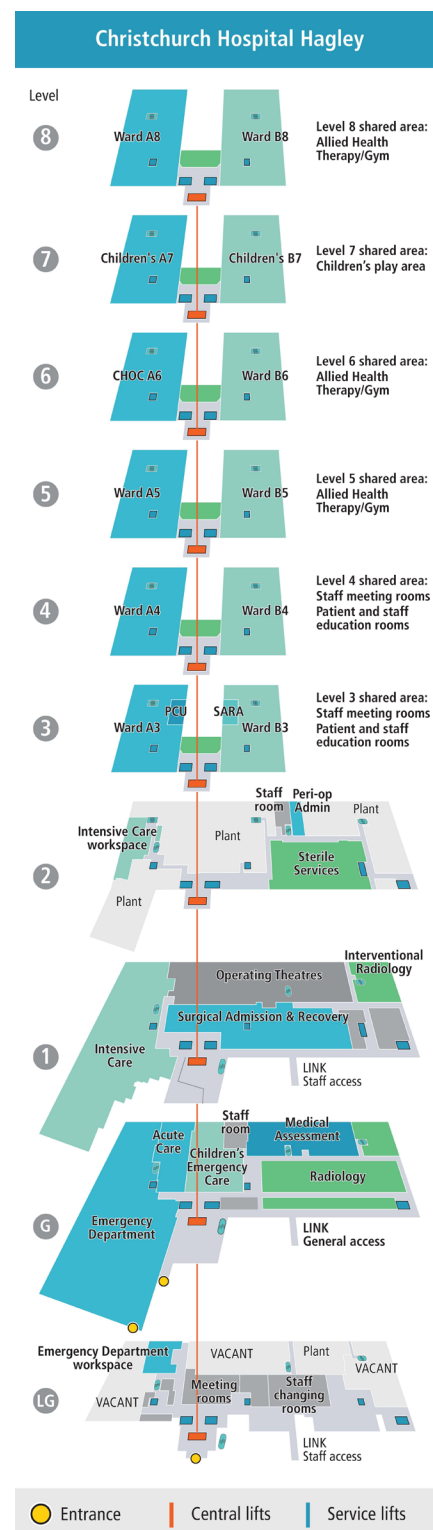 Christchurch Hospital Hagley
Level
8
Ward A8
Ward B8
Level 8 shared area:
Allied Health
Therapy/Gym
7
Children's A7
Children's B7
Level 7 shared area:
Children's play area
6
CHOC A6
Ward B6
Level 6 shared area:
Allied Health
Therapy/Gym
5
Ward A5
Ward B5
Level 5 shared area:
Allied Health
Therapy/Gym
4
Ward A4
Ward B4
Level 4 shared area:
Staff meeting rooms
Patient and staff
education rooms
3
PCU
SARA
Ward A3
Ward B3
Level 3 shared area:
Staff meeting rooms
Patient and staff
education rooms
2
Intensive Care
workspace
Plant
Plant
Staff
room
Peri-op
Admin
Plant
Sterile
Services
1
Interventional
Radiology
Operating Theatres
Surgical Admission & Recovery
Intensive
Care
LINK
Staff access
G
Staff
room
Medical
Assessment
Acute
Care
Children's
Emergency
Care
Radiology
Emergency
Department
LINK
General access
LG
Emergency Department
workspace
VACANT
Plant
VACANT
VACANT
Meeting
rooms
Staff
changing
rooms
LINK
Staff access
Entrance
Central lifts
Service lifts